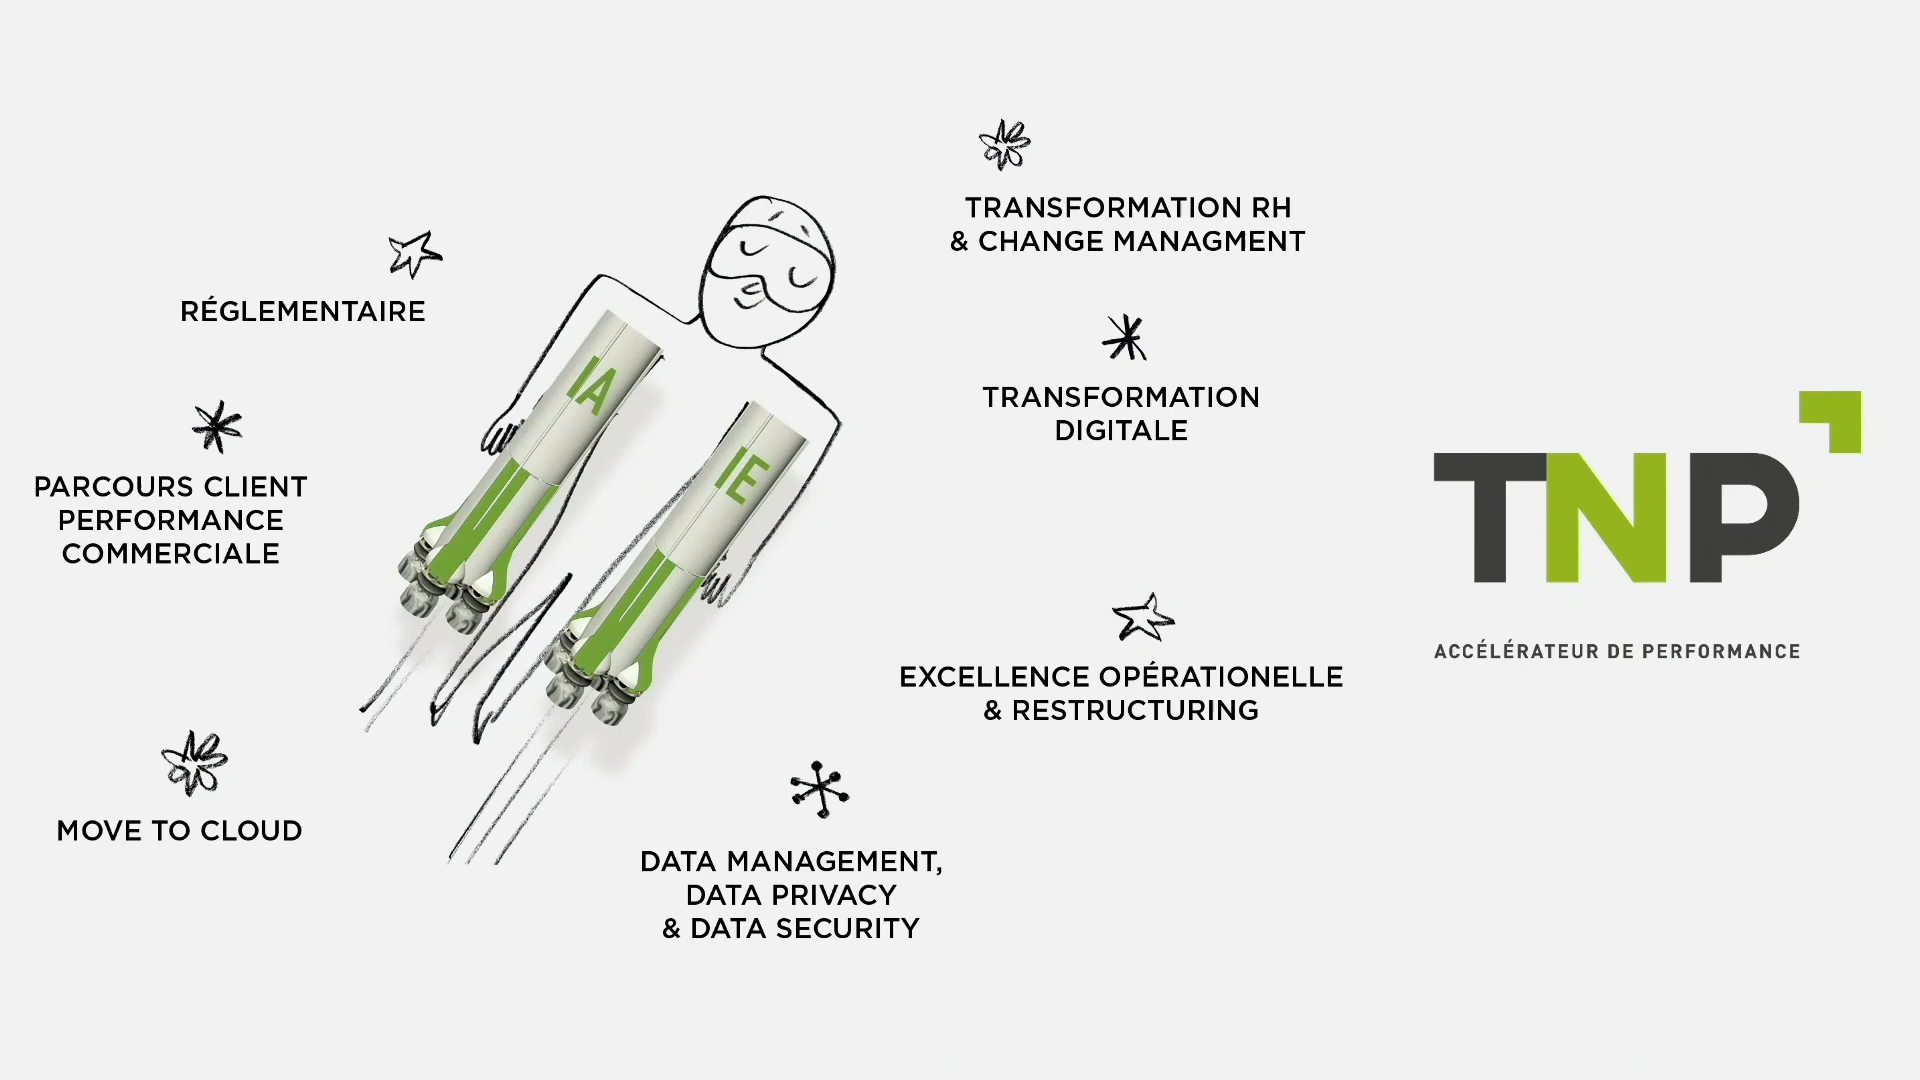 TRANSFORMATION RH
& CHANGE MANAGMENT
RÉGLEMENTAIRE
IA
TRANSFORMATION
DIGITALE
PARCOURS CLIENT
PERFORMANCE
COMMERCIALE
IE
TNP
ACCÉLÉRATEUR DE PERFORMANCE
EXCELLENCE OPÉRATIONELLE
& RESTRUCTURING
MOVE TO CLOUD
DATA MANAGEMENT,
DATA PRIVACY
& DATA SECURITY